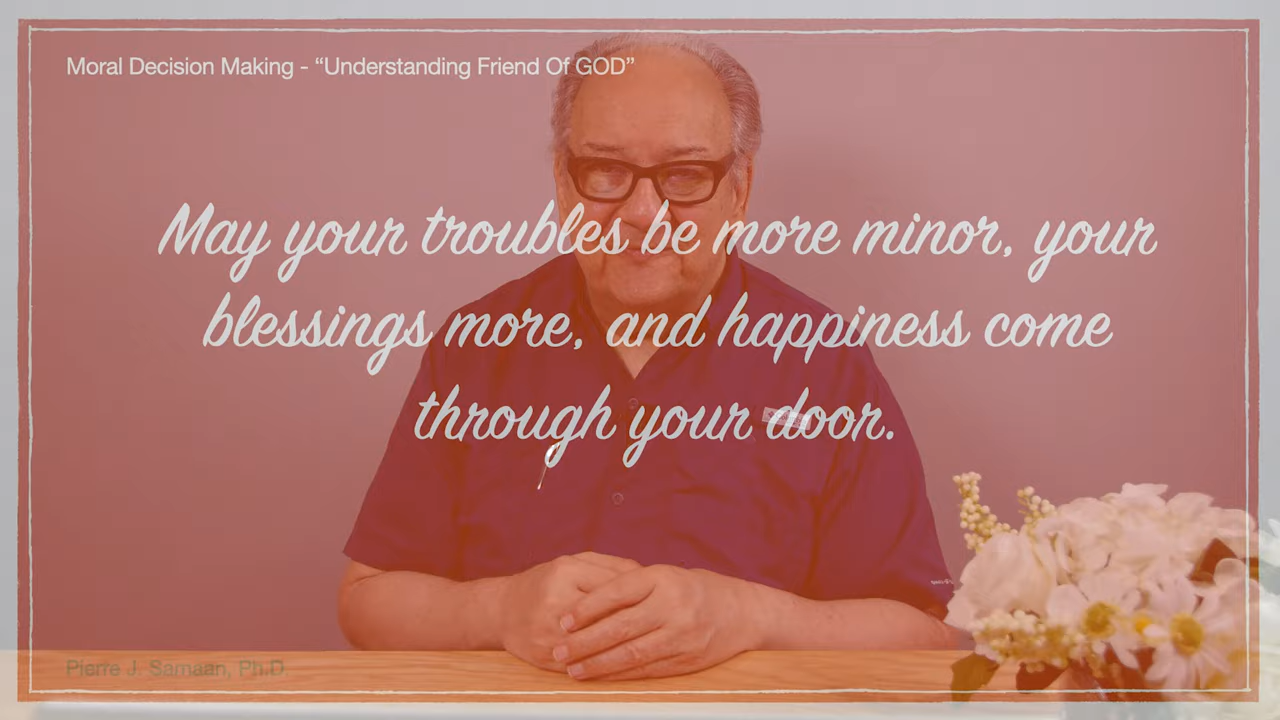 Moral Decision Making - “Understanding Friend Of GOD”
May your troubles be more minor, your
blessings more, and happiness come
through your door.
Pierre J. Samaan, Ph.D.